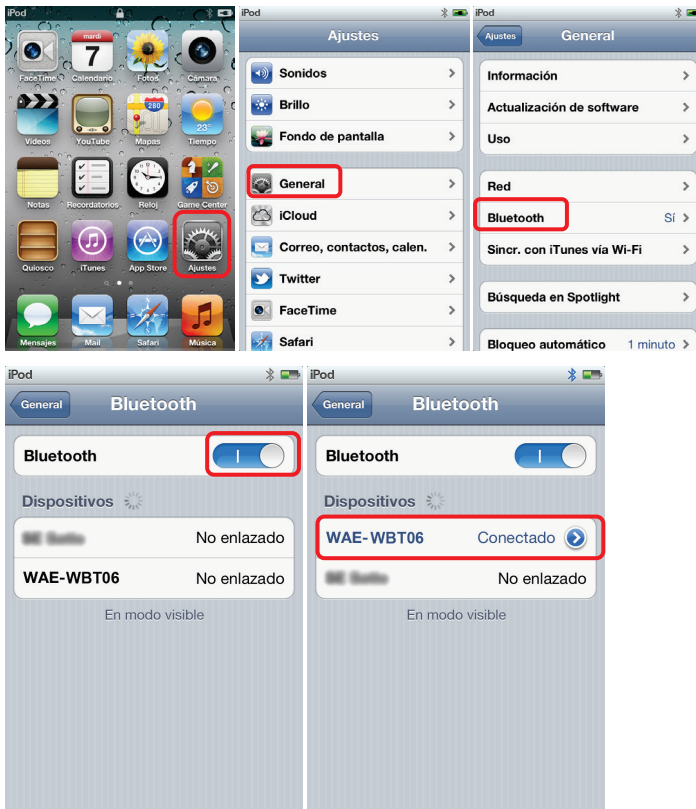 iPod
mardi
7
FaceTime
Calendario
Fotos
Cámara
280
23°
Vídeos
YouTube
Mapas
Tiempo
Notas
Recordatorios
Reloj
Game Center
Quiosco
iTunes
App Store
Ajustes
Mensajes
Mail
Safari
Música
iPod
Ajustes
Sonidos
Brillo
Fondo de pantalla
General
iCloud
Correo, contactos, calen.
Twitter
FaceTime
Safari
iPod
Ajustes
General
Información
Actualización de software
Uso
Red
Bluetooth Sí
Sincr. con iTunes vía Wi-Fi
Búsqueda en Spotlight
Bloqueo automático 1 minuto
iPod
General
Bluetooth
Bluetooth
Dispositivos
No enlazado
WAE-WBT06 No enlazado
En modo visible
iPod
General
Bluetooth
Bluetooth
Dispositivos
WAE-WBT06 Conectado
No enlazado
En modo visible